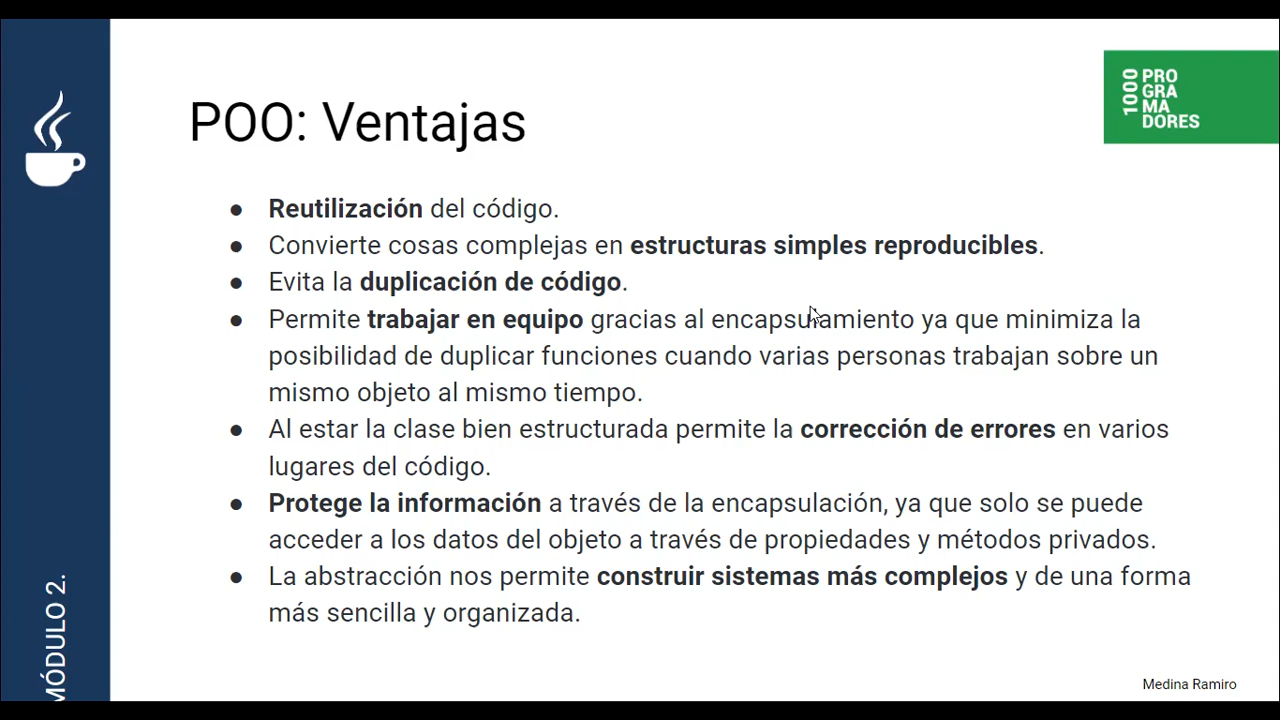 POO: Ventajas
1000
PRO
GRA
MA
DORES
● Reutilización del código.
● Convierte cosas complejas en estructuras simples reproducibles.
● Evita la duplicación de código.
● Permite trabajar en equipo gracias al encapsulamiento ya que minimiza la
posibilidad de duplicar funciones cuando varias personas trabajan sobre un
mismo objeto al mismo tiempo.
● Al estar la clase bien estructurada permite la corrección de errores en varios
lugares del código.
● Protege la información a través de la encapsulación, ya que solo se puede
acceder a los datos del objeto a través de propiedades y métodos privados.
● La abstracción nos permite construir sistemas más complejos y de una forma
más sencilla y organizada.
MÓDULO 2.
Medina Ramiro